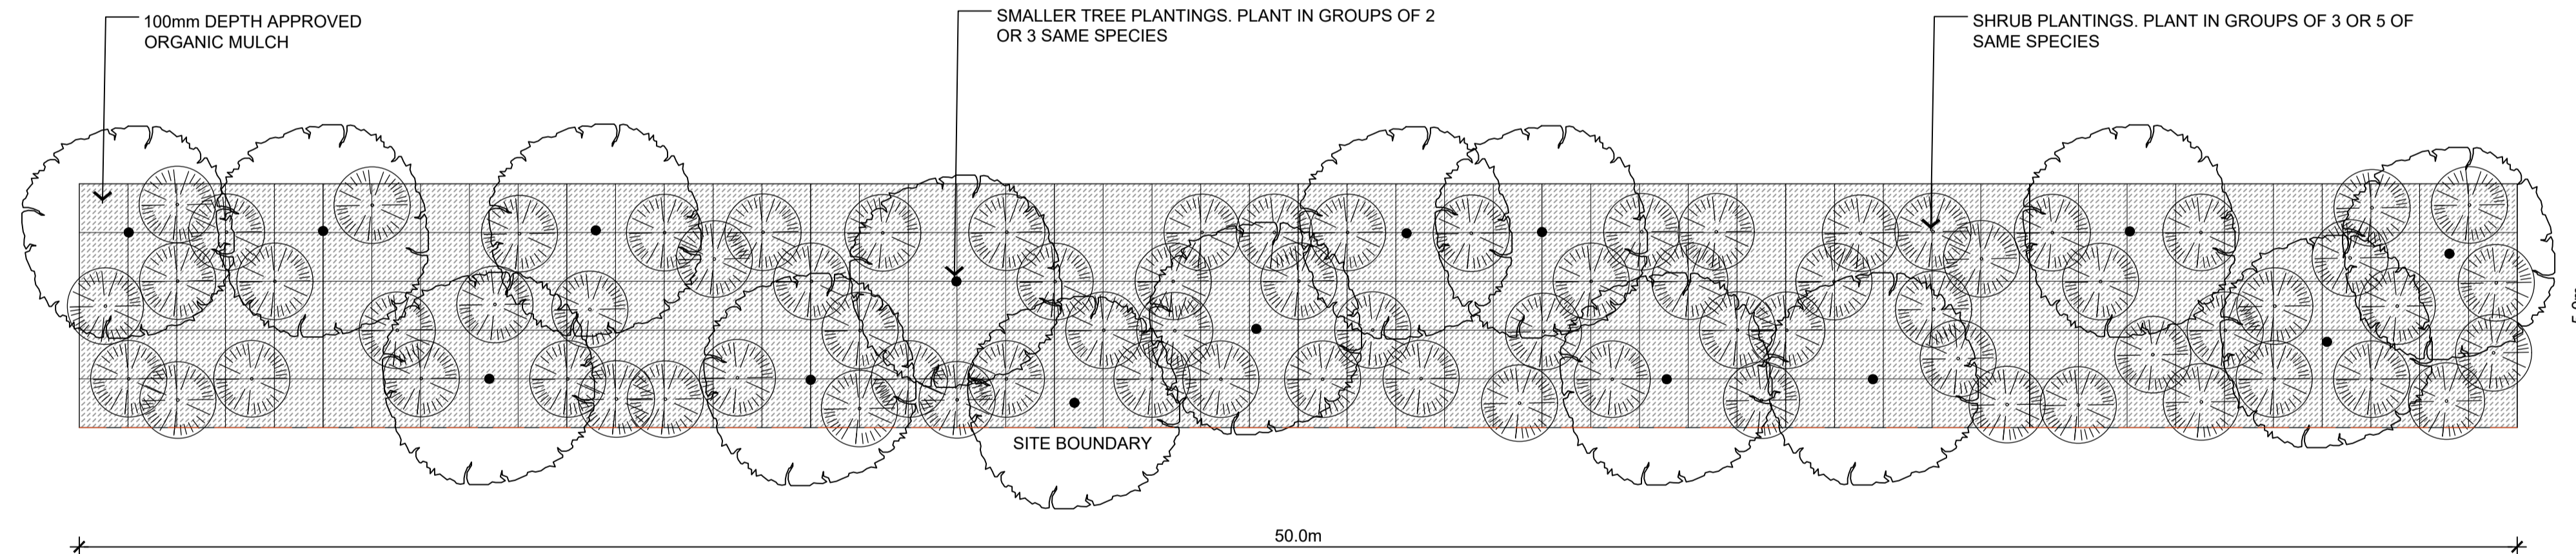 100mm DEPTH APPROVED
ORGANIC MULCH
SMALLER TREE PLANTINGS. PLANT IN GROUPS OF 2
OR 3 SAME SPECIES
SHRUB PLANTINGS. PLANT IN GROUPS OF 3 OR 5 OF
SAME SPECIES
SITE BOUNDARY
50.0m